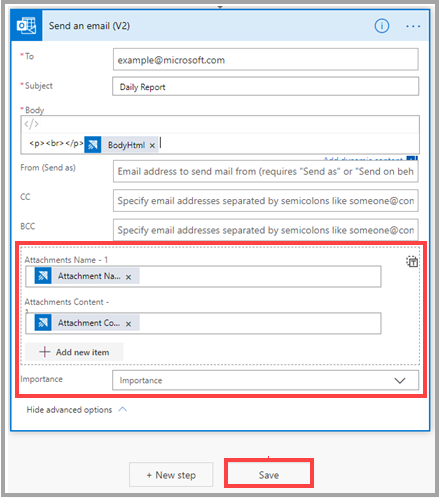 Send an email (V2)
* To
example@microsoft.com
* Subject
Daily Report
* Body
</>
<p><br></p> BodyHtml ×
Add dynamic content
From (Send as)
Email address to send mail from (requires "Send as" or "Send on beh
CC
Specify email addresses separated by semicolons like someone@con
BCC
Specify email addresses separated by semicolons like someone@con
Attachments Name - 1
Attachment Na... ×
Attachments Content -
1
Attachment Co... ×
+ Add new item
Importance
Importance
Hide advanced options
+ New step
Save